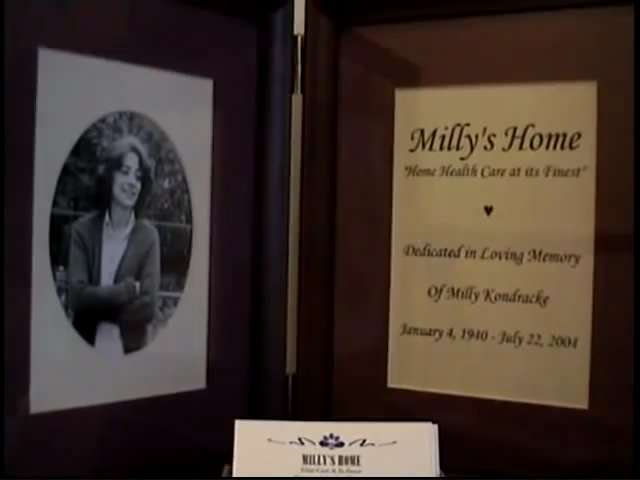 Milly's Home
"Home Health Care at its Finest"
♥
Dedicated in Loving Memory
Of Milly Kondracke
January 4, 1940 - July 22, 2004
MILLY'S HOME